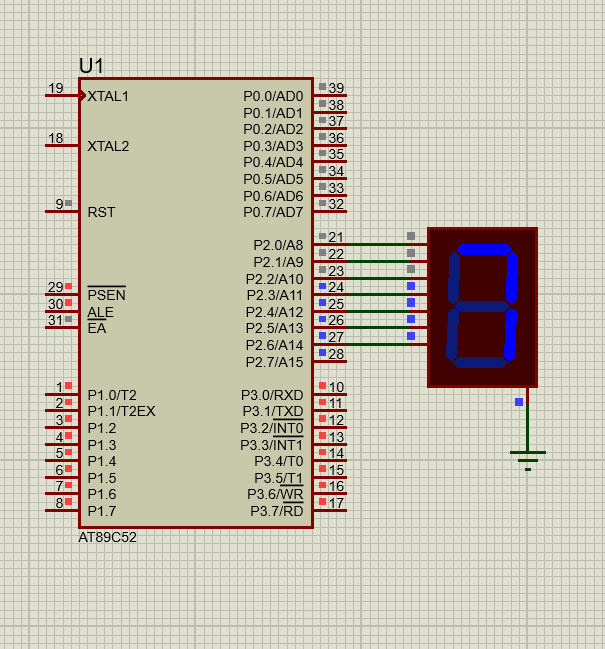 U1
19 XTAL1 P0.0/AD0 39
P0.1/AD1 38
P0.2/AD2 37
18 XTAL2 P0.3/AD3 36
P0.4/AD4 35
P0.5/AD5 34
P0.6/AD6 33
9 RST P0.7/AD7 32
P2.0/A8 21
P2.1/A9 22
P2.2/A10 23
29 PSEN P2.3/A11 24
30 ALE P2.4/A12 25
31 EA P2.5/A13 26
P2.6/A14 27
P2.7/A15 28
1 P1.0/T2 P3.0/RXD 10
2 P1.1/T2EX P3.1/TXD 11
3 P1.2 P3.2/INT0 12
4 P1.3 P3.3/INT1 13
5 P1.4 P3.4/T0 14
6 P1.5 P3.5/T1 15
7 P1.6 P3.6/WR 16
8 P1.7 P3.7/RD 17
AT89C52
7